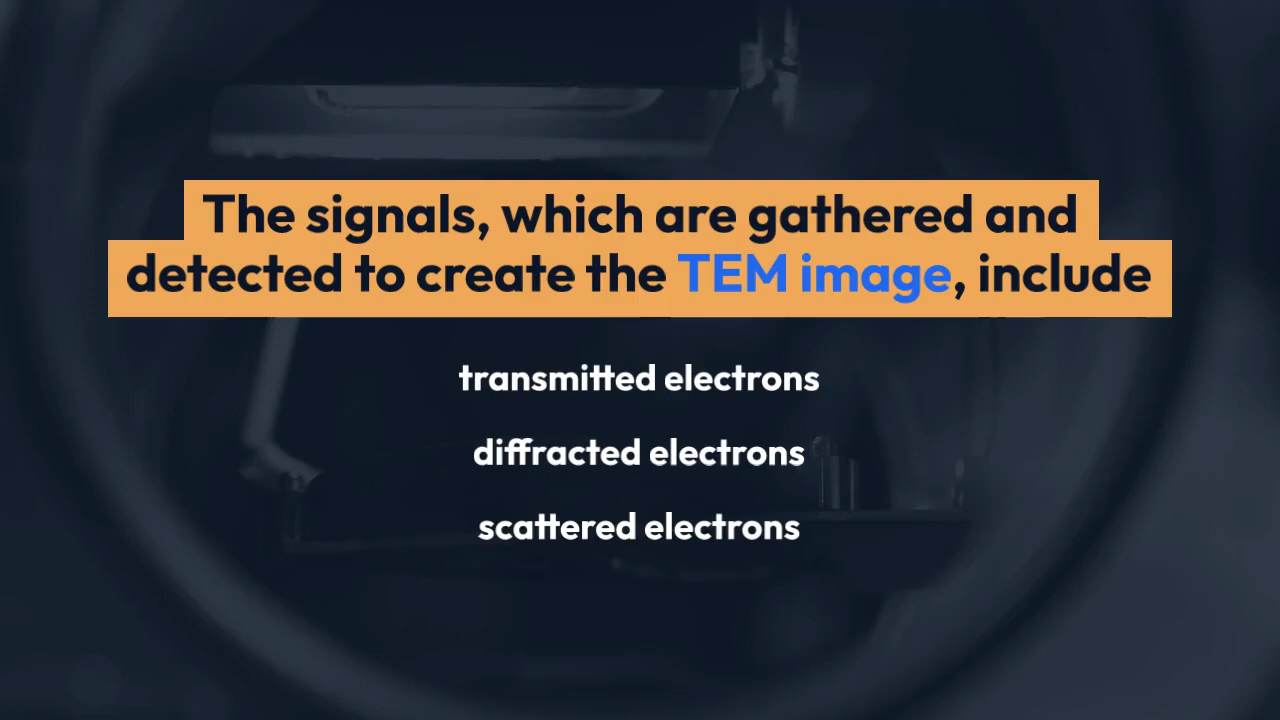 The signals, which are gathered and
detected to create the TEM image, include
transmitted electrons
diffracted electrons
scattered electrons